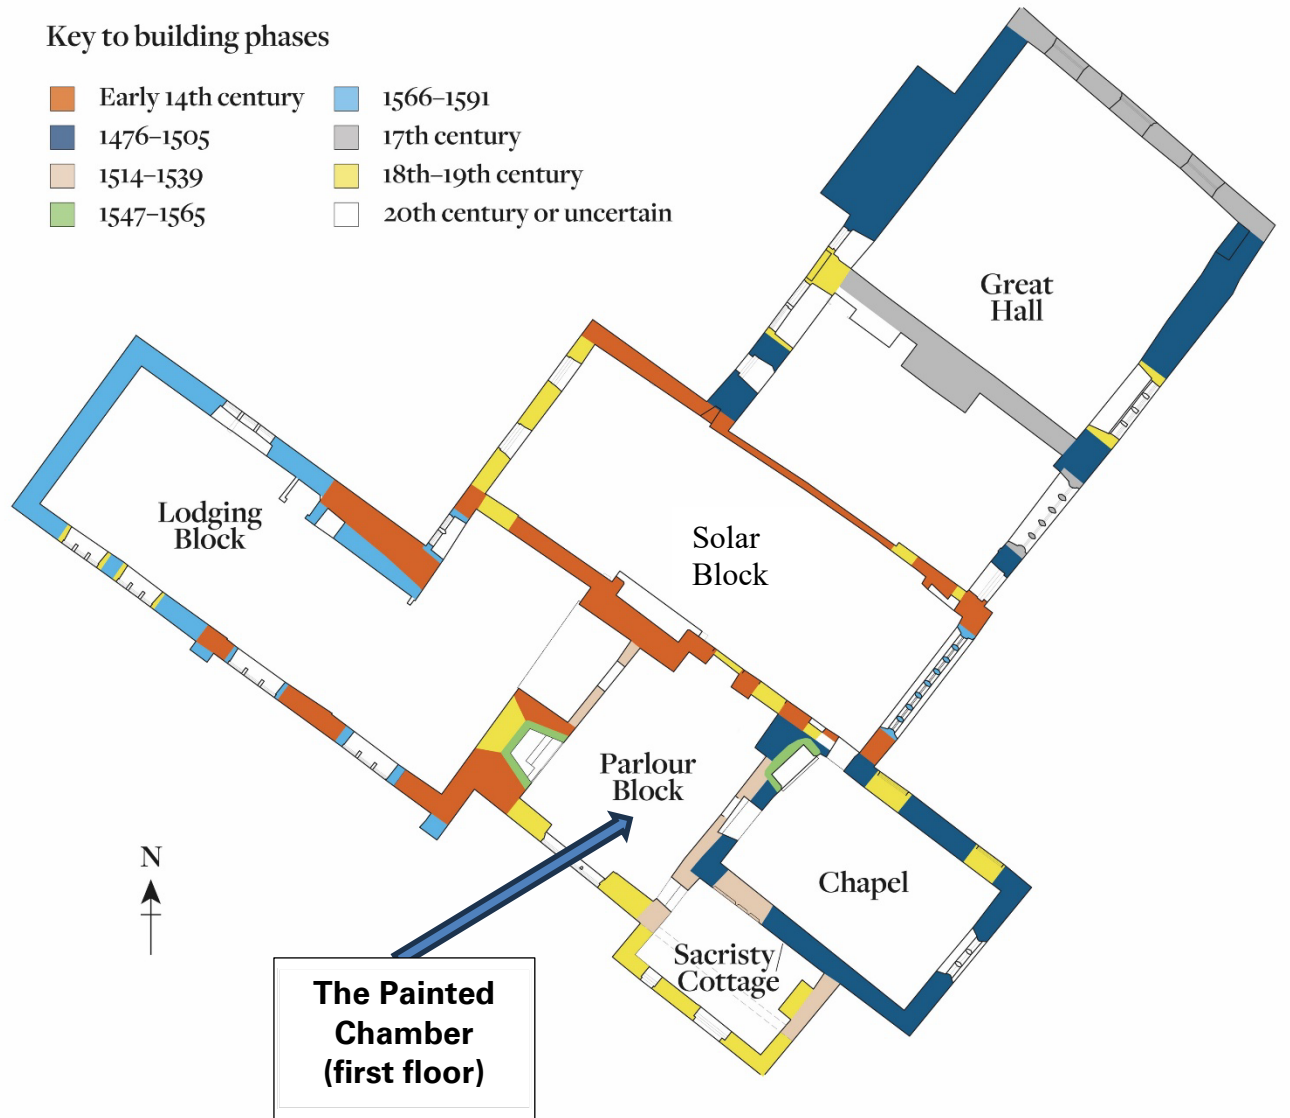 Key to building phases
Early 14th century
1476–1505
1514–1539
1547–1565
1566–1591
17th century
18th–19th century
20th century or uncertain
Great
Hall
Lodging
Block
Solar
Block
Parlour
Block
Chapel
Sacristy
Cottage
N
The Painted
Chamber
(first floor)